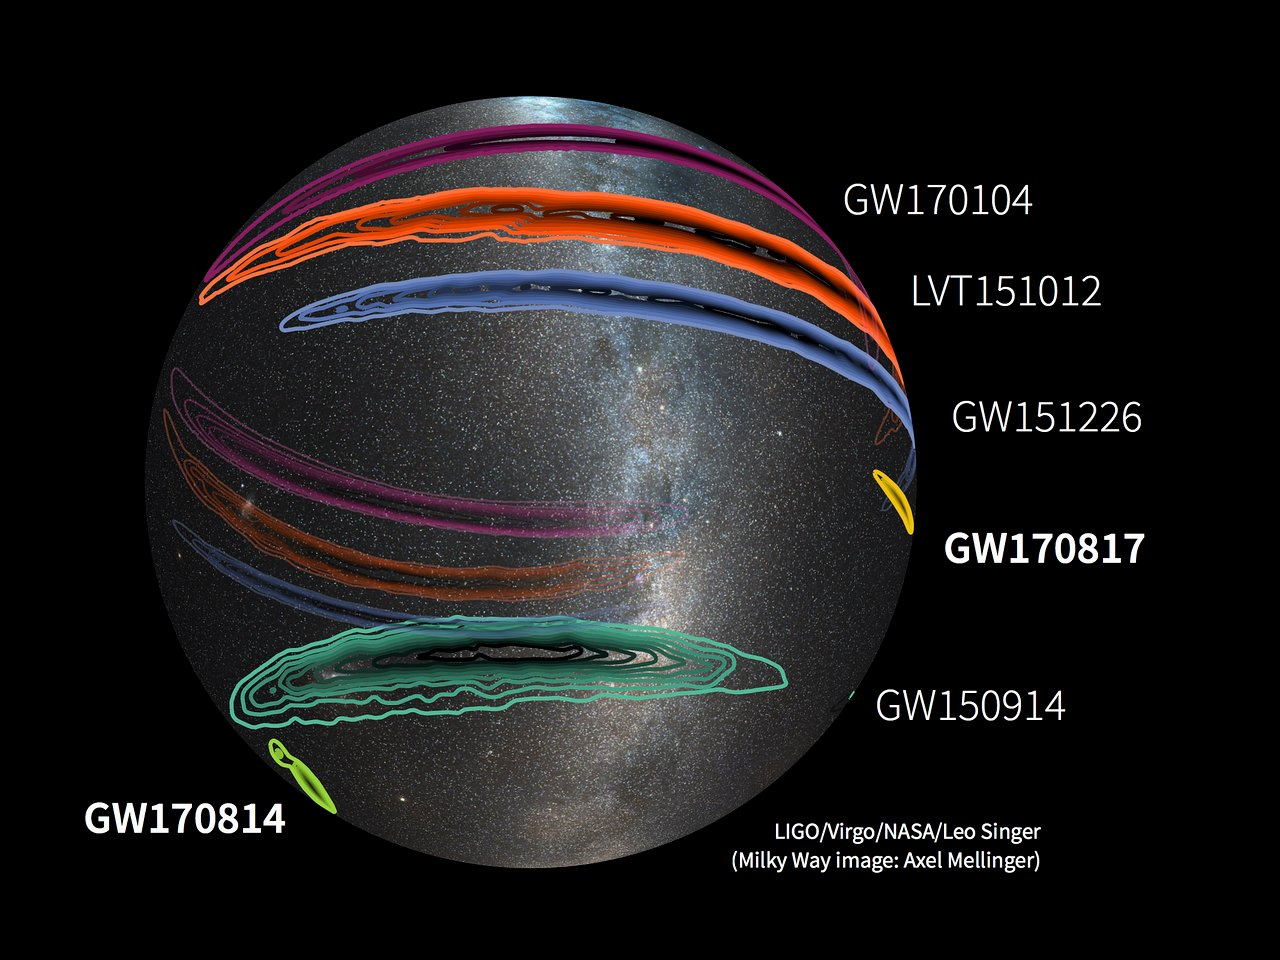 GW170104
LVT151012
GW151226
GW170817
GW150914
GW170814
LIGO/Virgo/NASA/Leo Singer
(Milky Way image: Axel Mellinger)